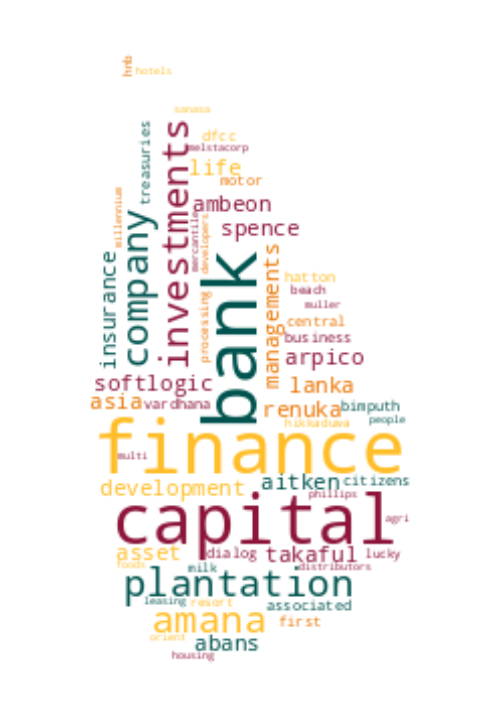 hnb
hotels
sanasa
treasuries
investments
dfcc
melstacorp
life
motor
millennium
ambeon
company
mercantile
developers
spence
insurance
bank
managements
hatton
beach
muller
processing
central
business
arpico
softlogic
lanka
asia
vardhana
renuka
bimputh
people
hikkaduwa
finance
multi
aitken
citizens
development
phillips
capital
agri
asset
dialog
takaful
lucky
foods
milk
distributors
plantation
leasing
resort
associated
amana
first
orient
abans
housing